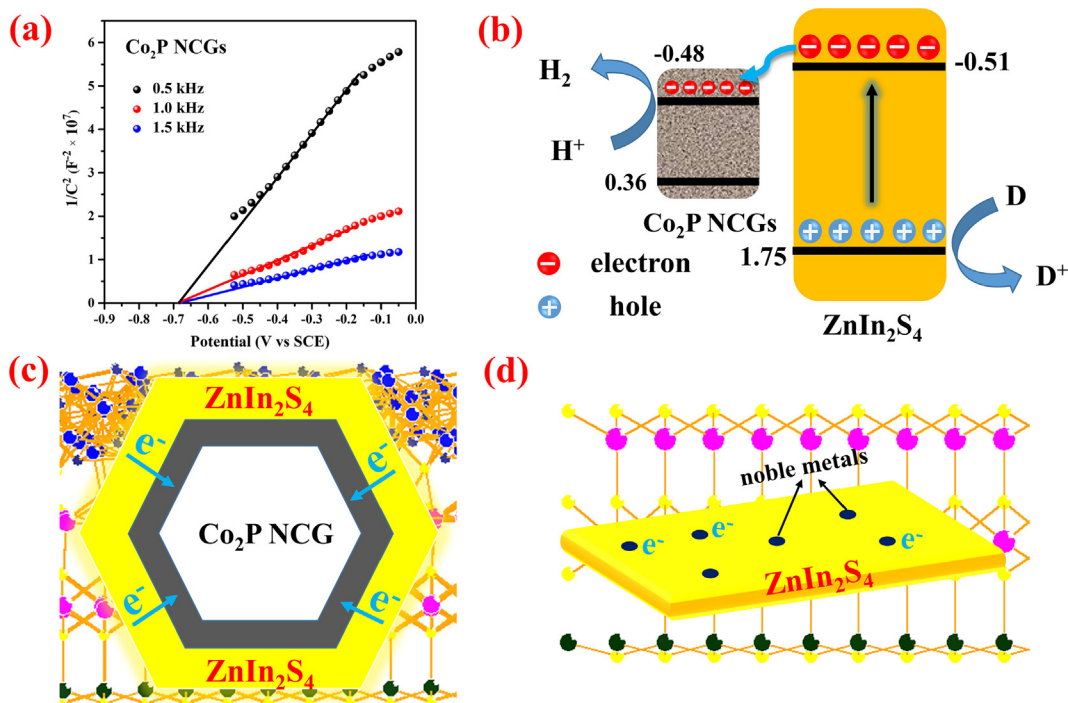 (a)
Co₂P NCGs
0.5 kHz
1.0 kHz
1.5 kHz
1/C² (F⁻² × 10⁷)
6
5
4
3
2
1
0
-0.9 -0.8 -0.7 -0.6 -0.5 -0.4 -0.3 -0.2 -0.1 0.0
Potential (V vs SCE)
(b)
-0.48
-0.51
H₂
H⁺
0.36
Co₂P NCGs
1.75
D
D⁺
electron
hole
ZnIn₂S₄
(c)
ZnIn₂S₄
e⁻
e⁻
Co₂P NCG
e⁻
e⁻
ZnIn₂S₄
(d)
noble metals
e⁻
e⁻
e⁻
ZnIn₂S₄